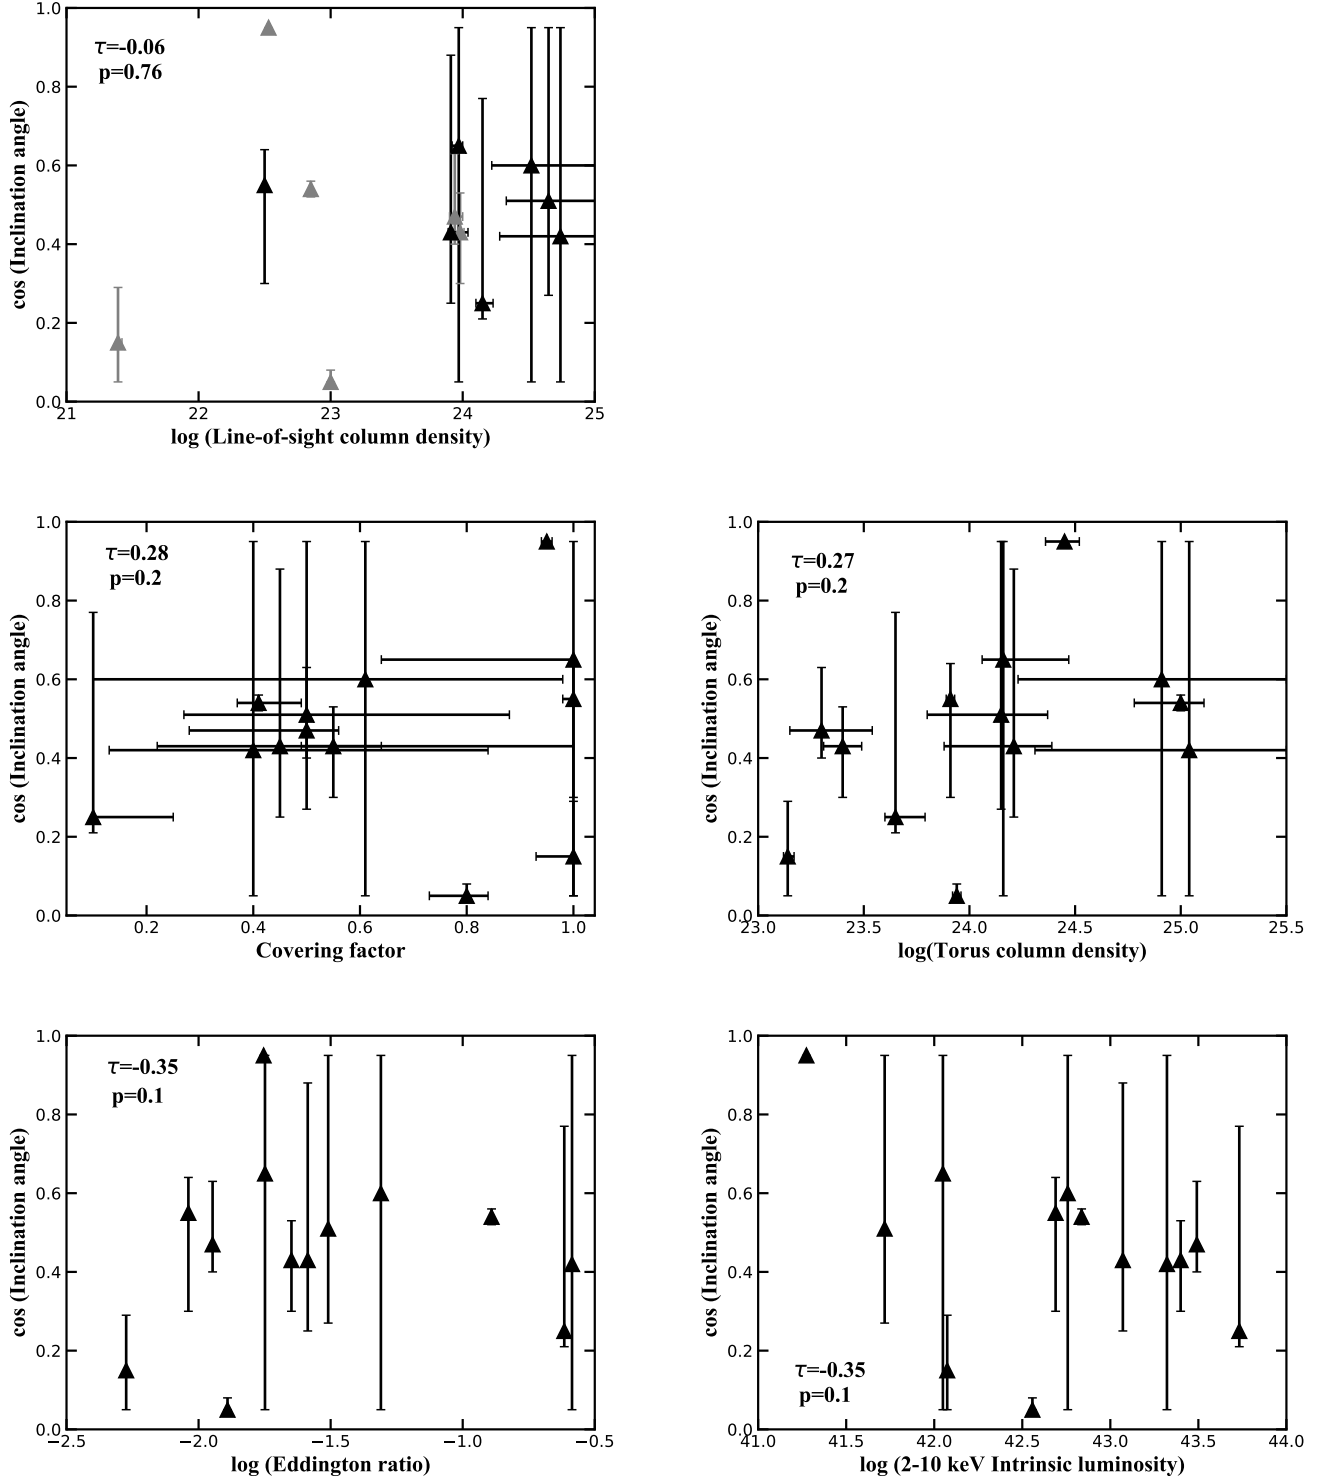 1.0
τ=-0.06
p=0.76
0.8
0.6
0.4
0.2
0.0
cos (Inclination angle)
21 22 23 24 25
log (Line-of-sight column density)
1.0
τ=0.28
p=0.2
0.8
0.6
0.4
0.2
0.0
cos (Inclination angle)
0.2 0.4 0.6 0.8 1.0
Covering factor
1.0
τ=0.27
p=0.2
0.8
0.6
0.4
0.2
0.0
cos (Inclination angle)
23.0 23.5 24.0 24.5 25.0 25.5
log(Torus column density)
1.0
τ=-0.35
p=0.1
0.8
0.6
0.4
0.2
0.0
cos (Inclination angle)
−2.5 −2.0 −1.5 −1.0 −0.5
log (Eddington ratio)
1.0
0.8
0.6
0.4
0.2
0.0
cos (Inclination angle)
τ=-0.35
p=0.1
41.0 41.5 42.0 42.5 43.0 43.5 44.0
log (2-10 keV Intrinsic luminosity)